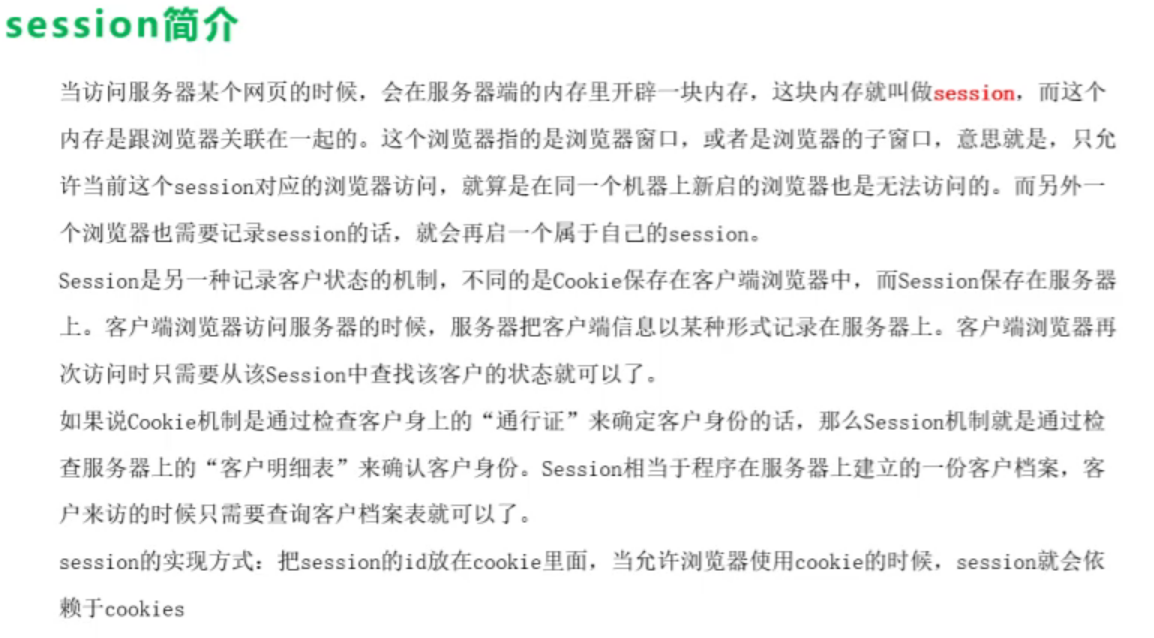 session简介
当访问服务器某个网页的时候，会在服务器端的内存里开辟一块内存，这块内存就叫做session，而这个
内存是跟浏览器关联在一起的。这个浏览器指的是浏览器窗口，或者是浏览器的子窗口，意思就是，只允
许当前这个session对应的浏览器访问，就算是在同一个机器上新启的浏览器也是无法访问的。而另外一
个浏览器也需要记录session的话，就会再启一个属于自己的session。
Session是另一种记录客户状态的机制，不同的是Cookie保存在客户端浏览器中，而Session保存在服务器
上。客户端浏览器访问服务器的时候，服务器把客户端信息以某种形式记录在服务器上。客户端浏览器再
次访问时只需要从该Session中查找该客户的状态就可以了。
如果说Cookie机制是通过检查客户身上的“通行证”来确定客户身份的话，那么Session机制就是通过检
查服务器上的“客户明细表”来确认客户身份。Session相当于程序在服务器上建立的一份客户档案，客
户来访的时候只需要查询客户档案表就可以了。
session的实现方式：把session的id放在cookie里面，当允许浏览器使用cookie的时候，session就会依
赖于cookies